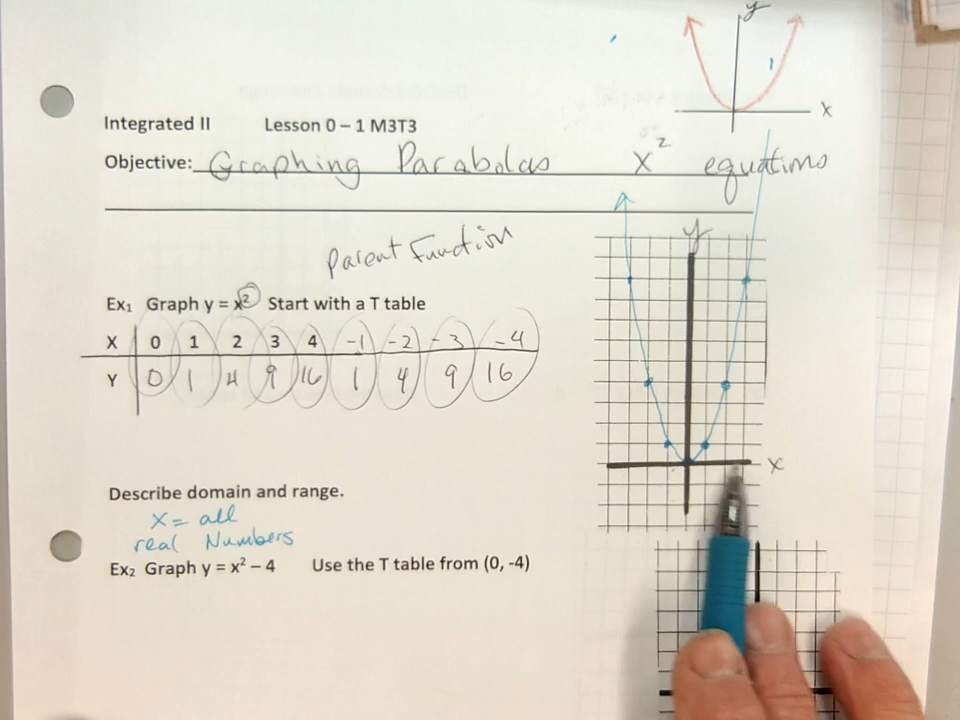 y
x
Integrated II Lesson 0 – 1 M3T3
Objective: Graphing Parabolas x² equations
Parent Function
y
Ex₁ Graph y = x² Start with a T table
X 0 1 2 3 4 -1 -2 -3 -4
Y 0 1 4 9 16 1 4 9 16
x
Describe domain and range.
x = all
real Numbers
Ex₂ Graph y = x² – 4 Use the T table from (0, -4)